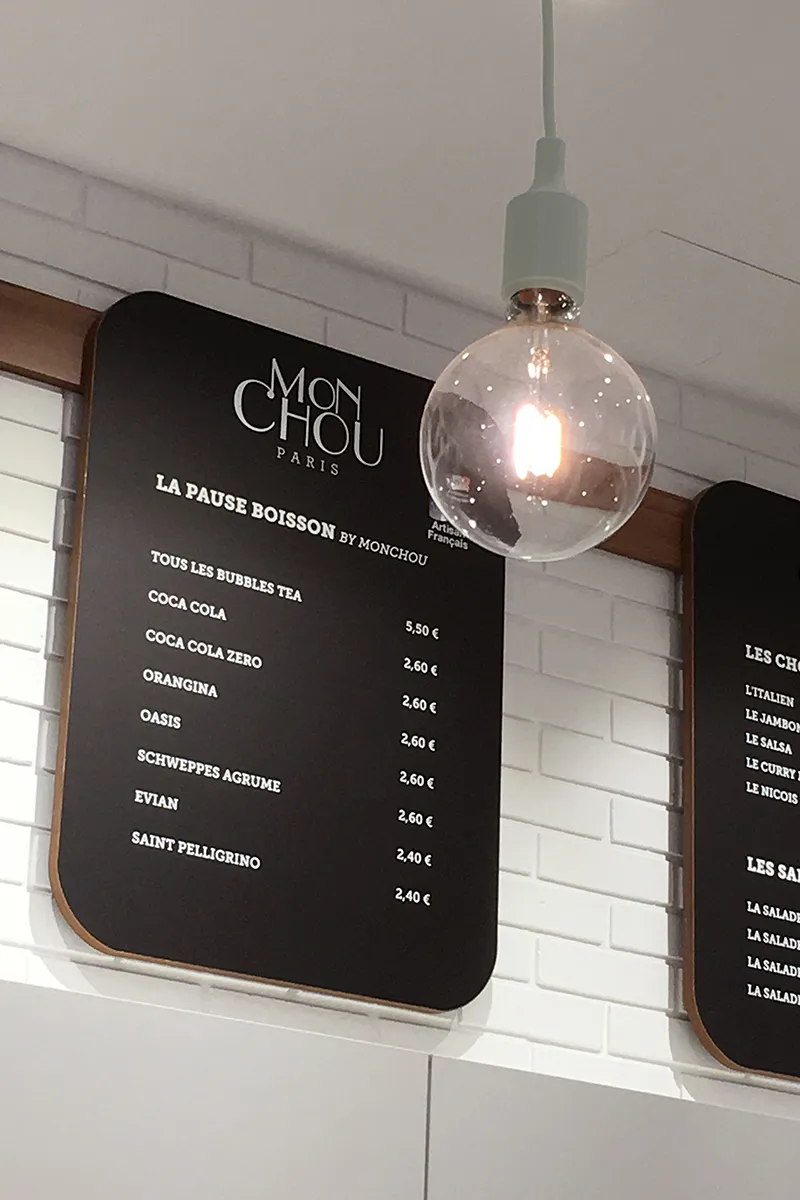 MON
CHOU
PARIS
LA PAUSE BOISSON BY MONCHOU
Artisan
Français
TOUS LES BUBBLES TEA 5,50 €
COCA COLA 2,60 €
COCA COLA ZERO 2,60 €
ORANGINA 2,60 €
OASIS 2,60 €
SCHWEPPES AGRUME 2,60 €
EVIAN 2,40 €
SAINT PELLIGRINO 2,40 €
LES
L'ITALIEN
LE JAMBON
LE SALSA
LE CURRY
LE NICOIS
LES
LA SALADE
LA SALADE
LA SALADE
LA SALADE